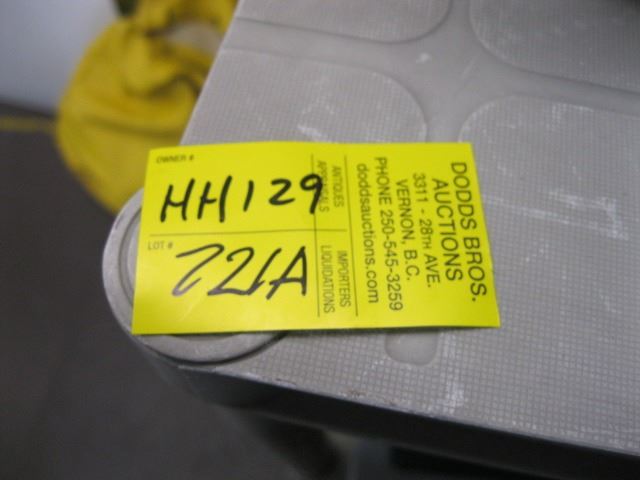 OWNER #
HH129
LOT #
221A
ANTIQUES
APPRAISALS
IMPORTERS
LIQUIDATIONS
DODDS BROS.
AUCTIONS
3311 - 28TH AVE.
VERNON, B.C.
PHONE 250-545-3259
doddsauctions.com